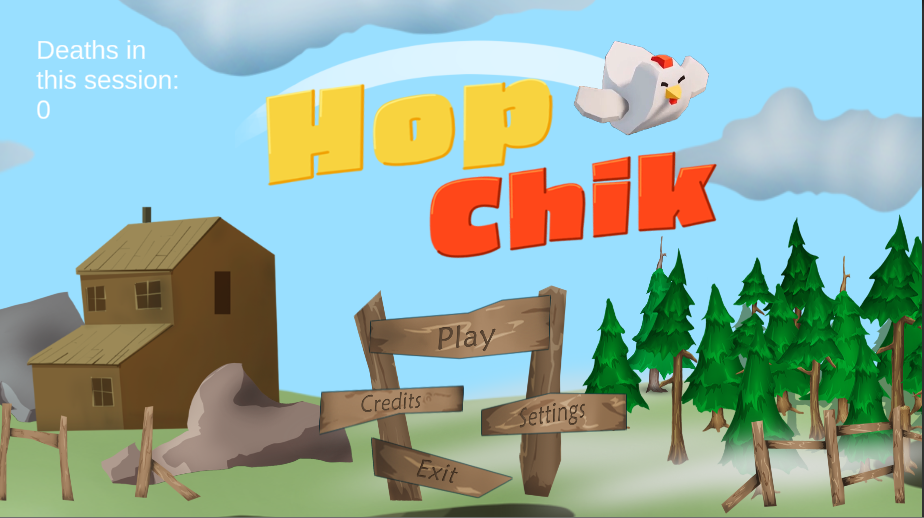 Deaths in
this session:
0
Hop
Chik
Play
Credits
Settings
Exit